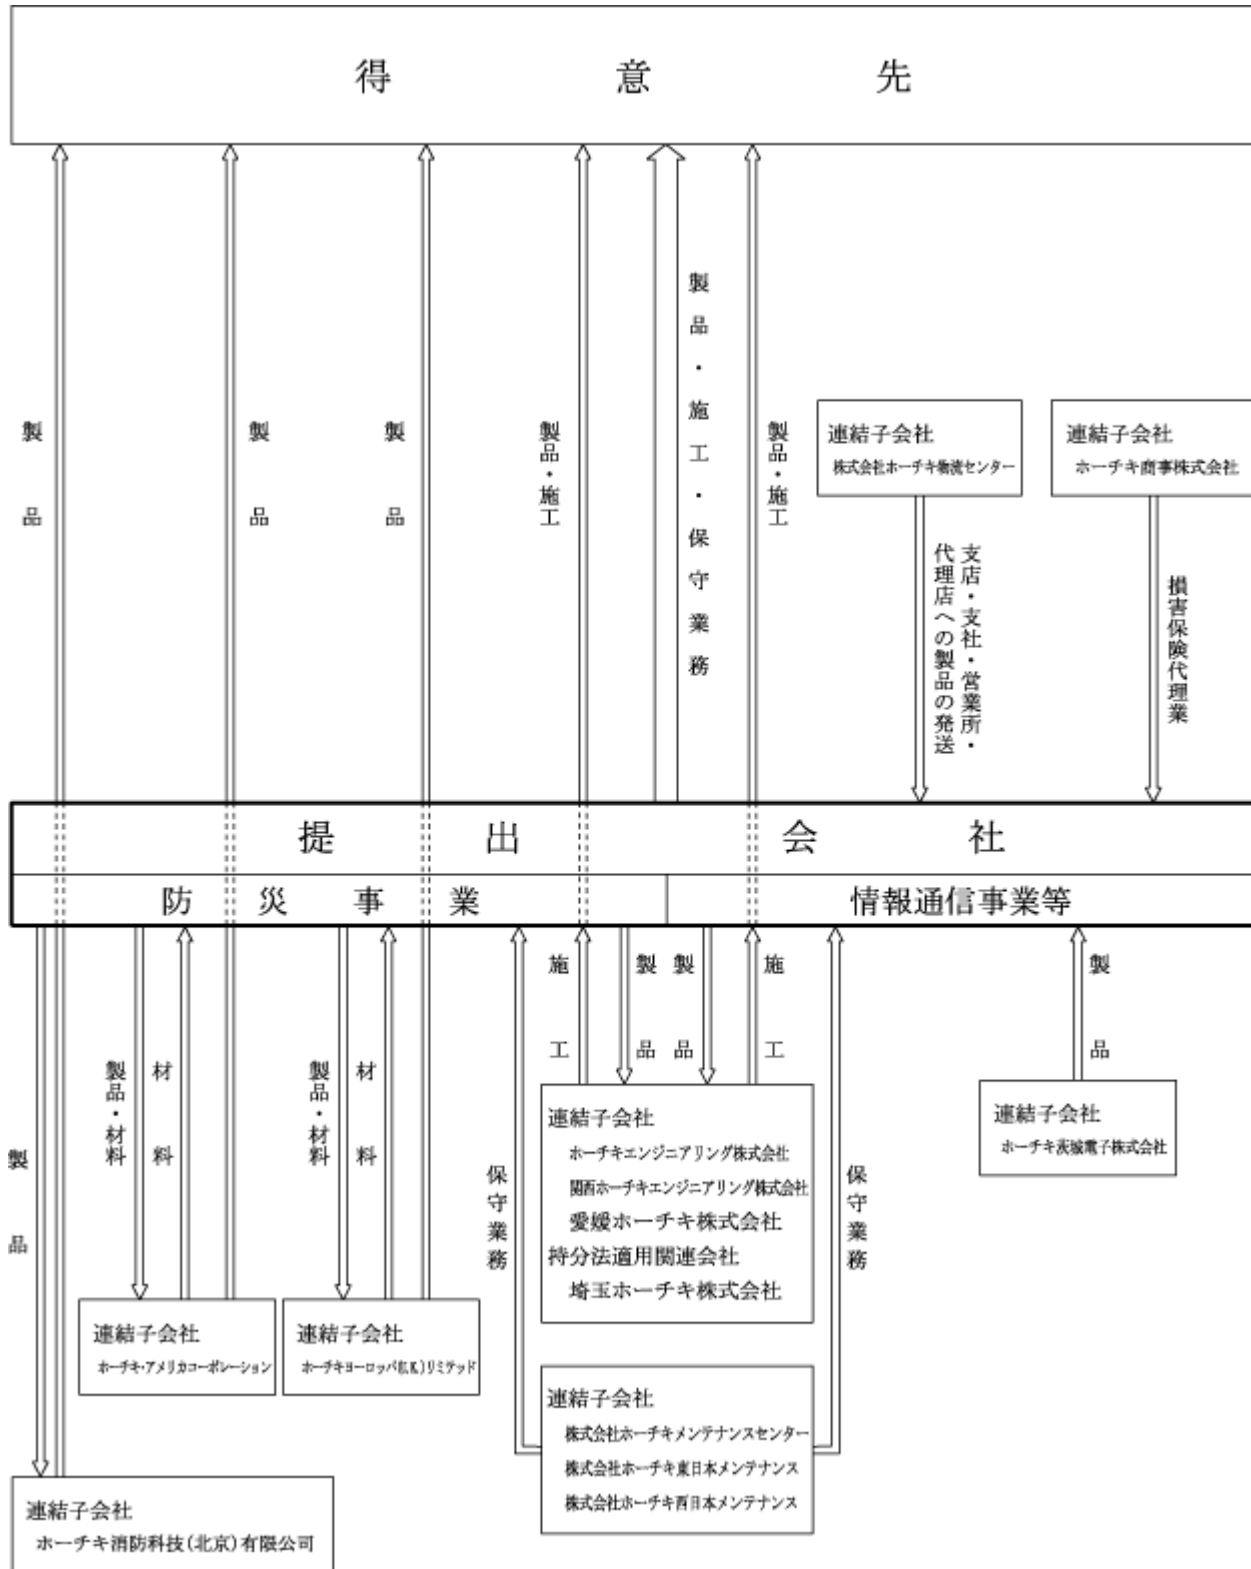 得意先
製品
製品
製品
製品・施工
製品・施工・保守業務
製品・施工
連結子会社
株式会社ホーチキ物流センター
連結子会社
ホーチキ商事株式会社
支店・支社・営業所・
代理店への製品の発送
損害保険代理業
提出会社
防災事業
情報通信事業等
製品
製品・材料
材料
製品・材料
材料
保守業務
施工
製品
製品
施工
保守業務
製品
連結子会社
ホーチキエンジニアリング株式会社
関西ホーチキエンジニアリング株式会社
愛媛ホーチキ株式会社
持分法適用関連会社
埼玉ホーチキ株式会社
連結子会社
ホーチキ茨城電子株式会社
連結子会社
ホーチキ・アメリカコーポレーション
連結子会社
ホーチキヨーロッパ(U.K.)リミテッド
連結子会社
株式会社ホーチキメンテナンスセンター
株式会社ホーチキ東日本メンテナンス
株式会社ホーチキ西日本メンテナンス
連結子会社
ホーチキ消防科技(北京)有限公司